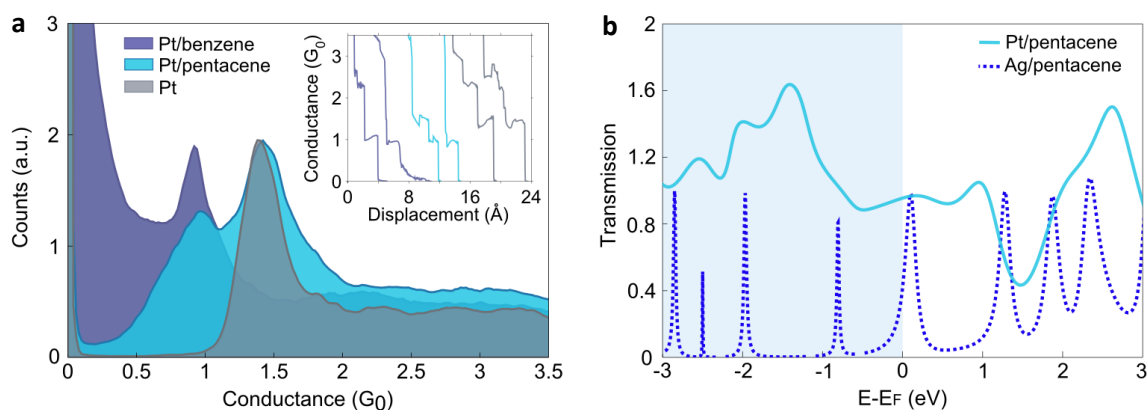 a
3
2
1
0
Counts (a.u.)
0
0.5
1
1.5
2
2.5
3
3.5
Conductance (G0)
Pt/benzene
Pt/pentacene
Pt
3
2
1
0
Conductance (G0)
0
8
16
24
Displacement (Å)
b
2
1.6
1.2
0.8
0.4
0
Transmission
-3
-2
-1
0
1
2
3
E-EF (eV)
Pt/pentacene
Ag/pentacene